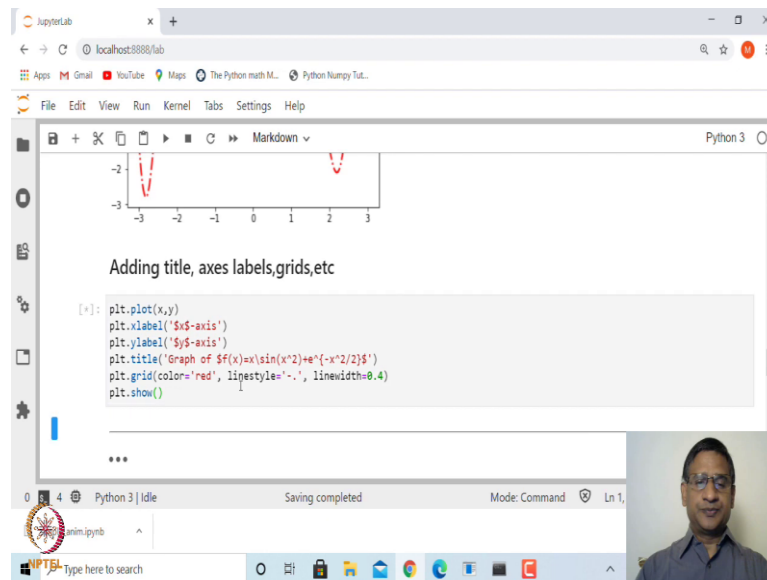 JupyterLab
localhost:8888/lab
M
Apps Gmail YouTube Maps The Python math M... Python Numpy Tut...
File Edit View Run Kernel Tabs Settings Help
Markdown Python 3
-2
-3
-3 -2 -1 0 1 2 3
Adding title, axes labels,grids,etc
[*]: plt.plot(x,y)
plt.xlabel('$x$-axis')
plt.ylabel('$y$-axis')
plt.title('Graph of $f(x)=x\sin(x^2)+e^{-x^2/2}$')
plt.grid(color='red', linestyle='-.', linewidth=0.4)
plt.show()
0 4 Python 3 | Idle Saving completed Mode: Command Ln 1,
anim.ipynb
NPTEL Type here to search